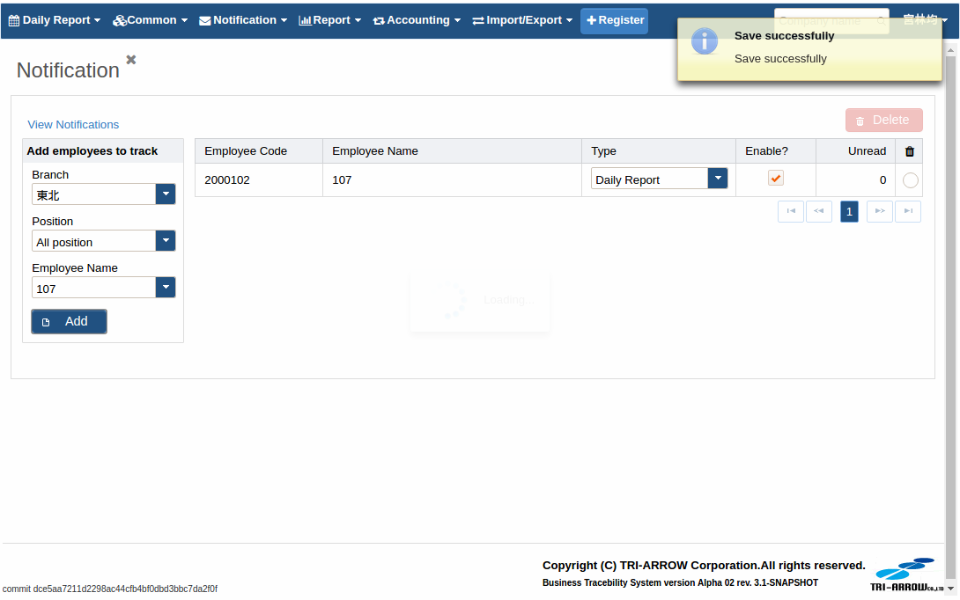 Daily Report Common Notification Report Accounting Import/Export Register Company name 宮林均
Save successfully
Save successfully
Notification
View Notifications
Delete
Add employees to track
Branch
東北
Position
All position
Employee Name
107
Add
Employee Code Employee Name Type Enable? Unread
2000102 107 Daily Report 0
1
Loading...
Copyright (C) TRI-ARROW Corporation.All rights reserved.
Business Tracebility System version Alpha 02 rev. 3.1-SNAPSHOT
TRI-ARROW CO.,LTD
commit dce5aa7211d2298ac44cfb4bf0dbd3bbc7da2f0f